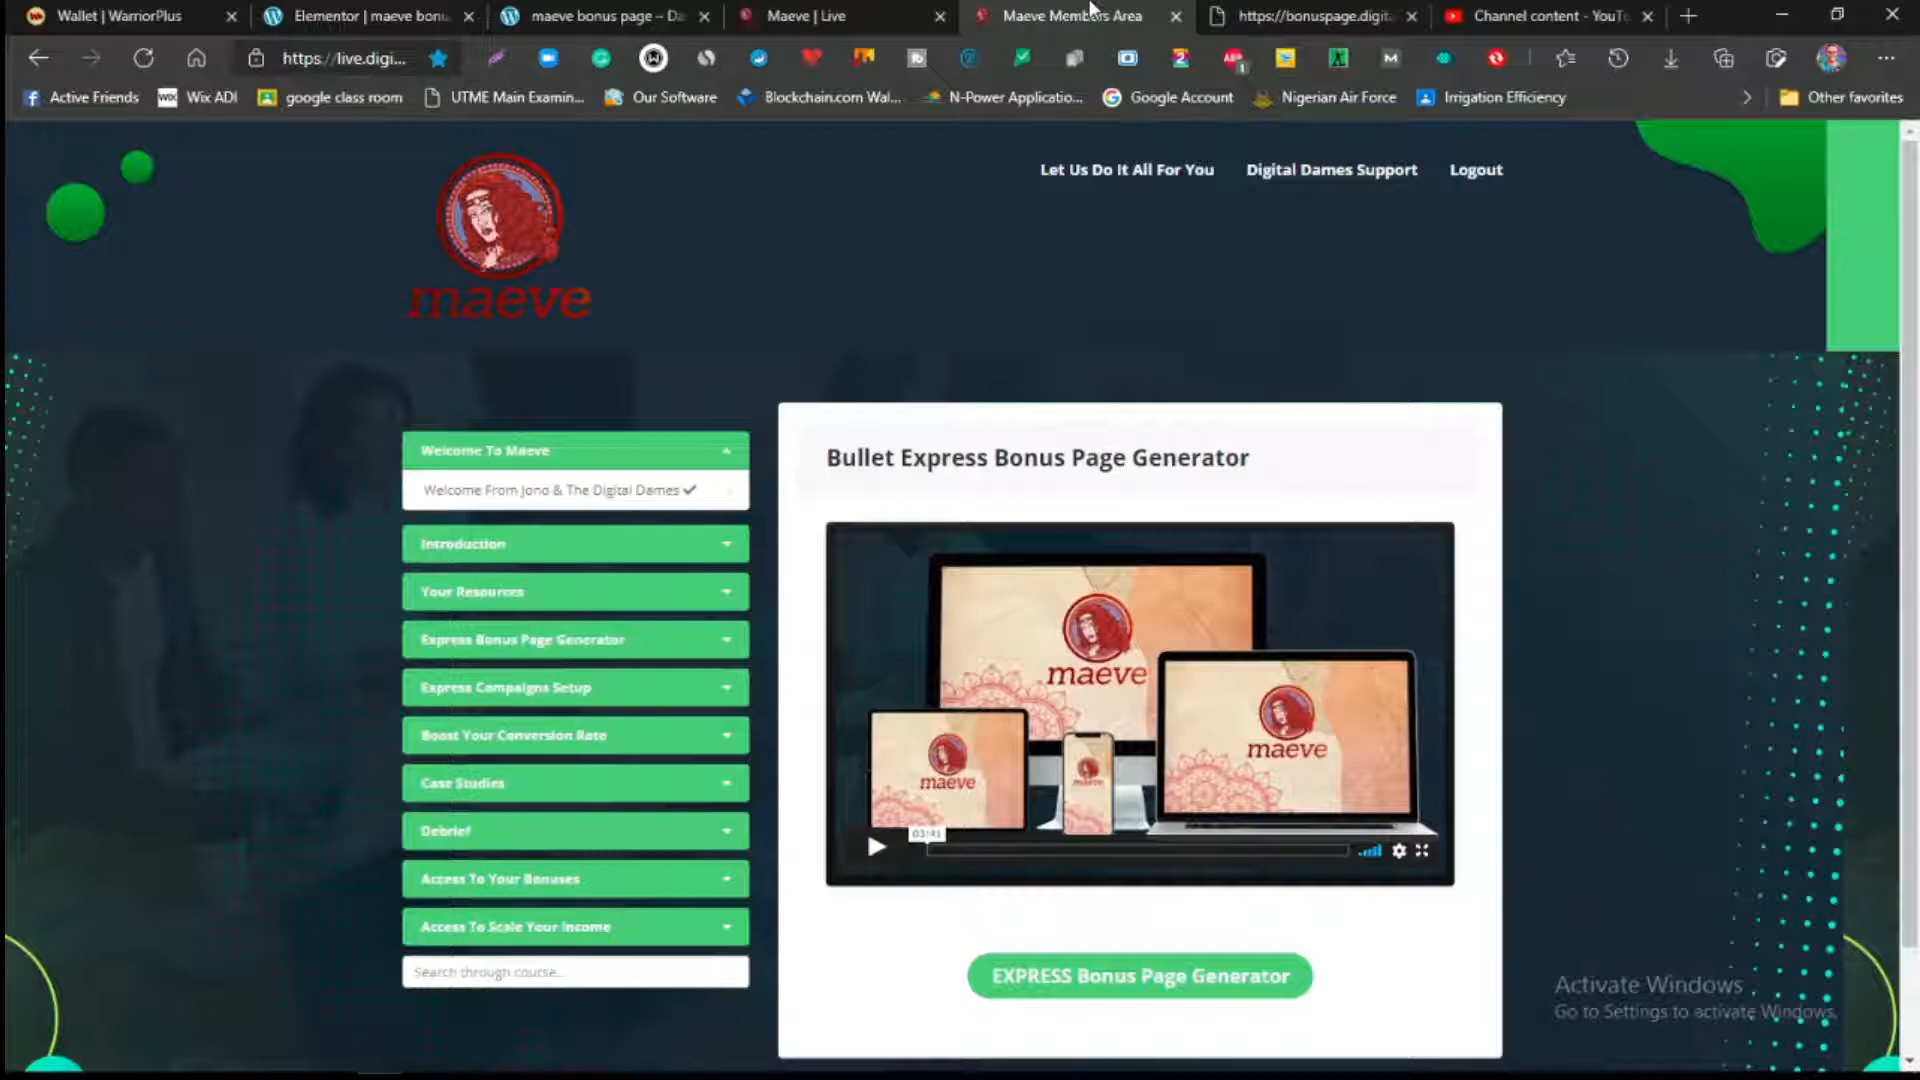 Wallet | WarriorPlus
Elementor | maeve bonu
maeve bonus page – Da
Maeve | Live
Maeve Members Area
https://bonuspage.digit
Channel content - YouTu
https://live.digi...
Active Friends
Wix ADI
google class room
UTME Main Examin...
Our Software
Blockchain.com Wal...
N-Power Applicatio...
Google Account
Nigerian Air Force
Irrigation Efficiency
Other favorites
maeve
Let Us Do It All For You
Digital Dames Support
Logout
Welcome To Maeve
Welcome From Jono & The Digital Dames
Introduction
Your Resources
Express Bonus Page Generator
Express Campaigns Setup
Boost Your Conversion Rate
Case Studies
Debrief
Access To Your Bonuses
Access To Scale Your Income
Search through course...
Bullet Express Bonus Page Generator
maeve
maeve
maeve
maeve
03:41
EXPRESS Bonus Page Generator
Activate Windows
Go to Settings to activate Windows.